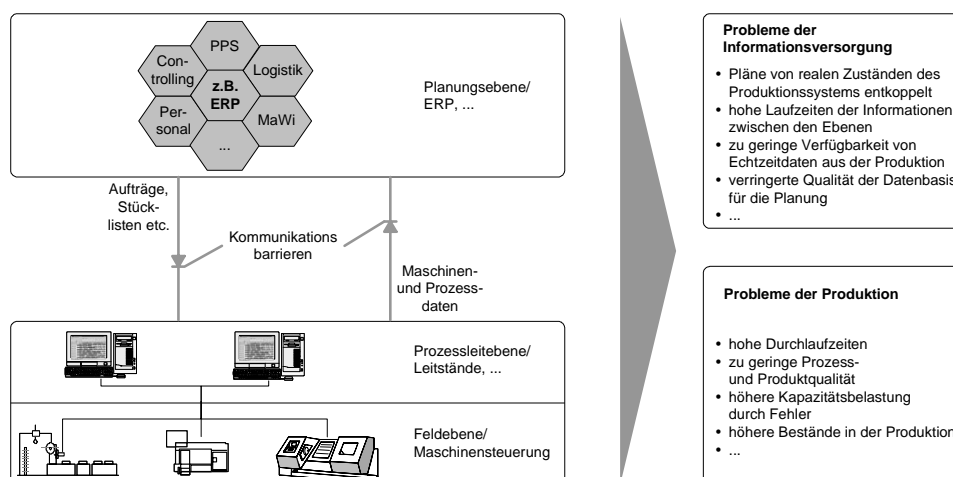 PPS
Con-
trolling
Logistik
z.B.
ERP
Per-
sonal
MaWi
...
Planungsebene/
ERP, ...
Aufträge,
Stück-
listen etc.
Kommunikations
barrieren
Maschinen-
und Prozess-
daten
Prozessleitebene/
Leitstände, ...
Feldebene/
Maschinensteuerung
Probleme der
Informationsversorgung
• Pläne von realen Zuständen des
Produktionssystems entkoppelt
• hohe Laufzeiten der Informationen
zwischen den Ebenen
• zu geringe Verfügbarkeit von
Echtzeitdaten aus der Produktion
• verringerte Qualität der Datenbasis
für die Planung
• ...
Probleme der Produktion
• hohe Durchlaufzeiten
• zu geringe Prozess-
und Produktqualität
• höhere Kapazitätsbelastung
durch Fehler
• höhere Bestände in der Produktion
• ...